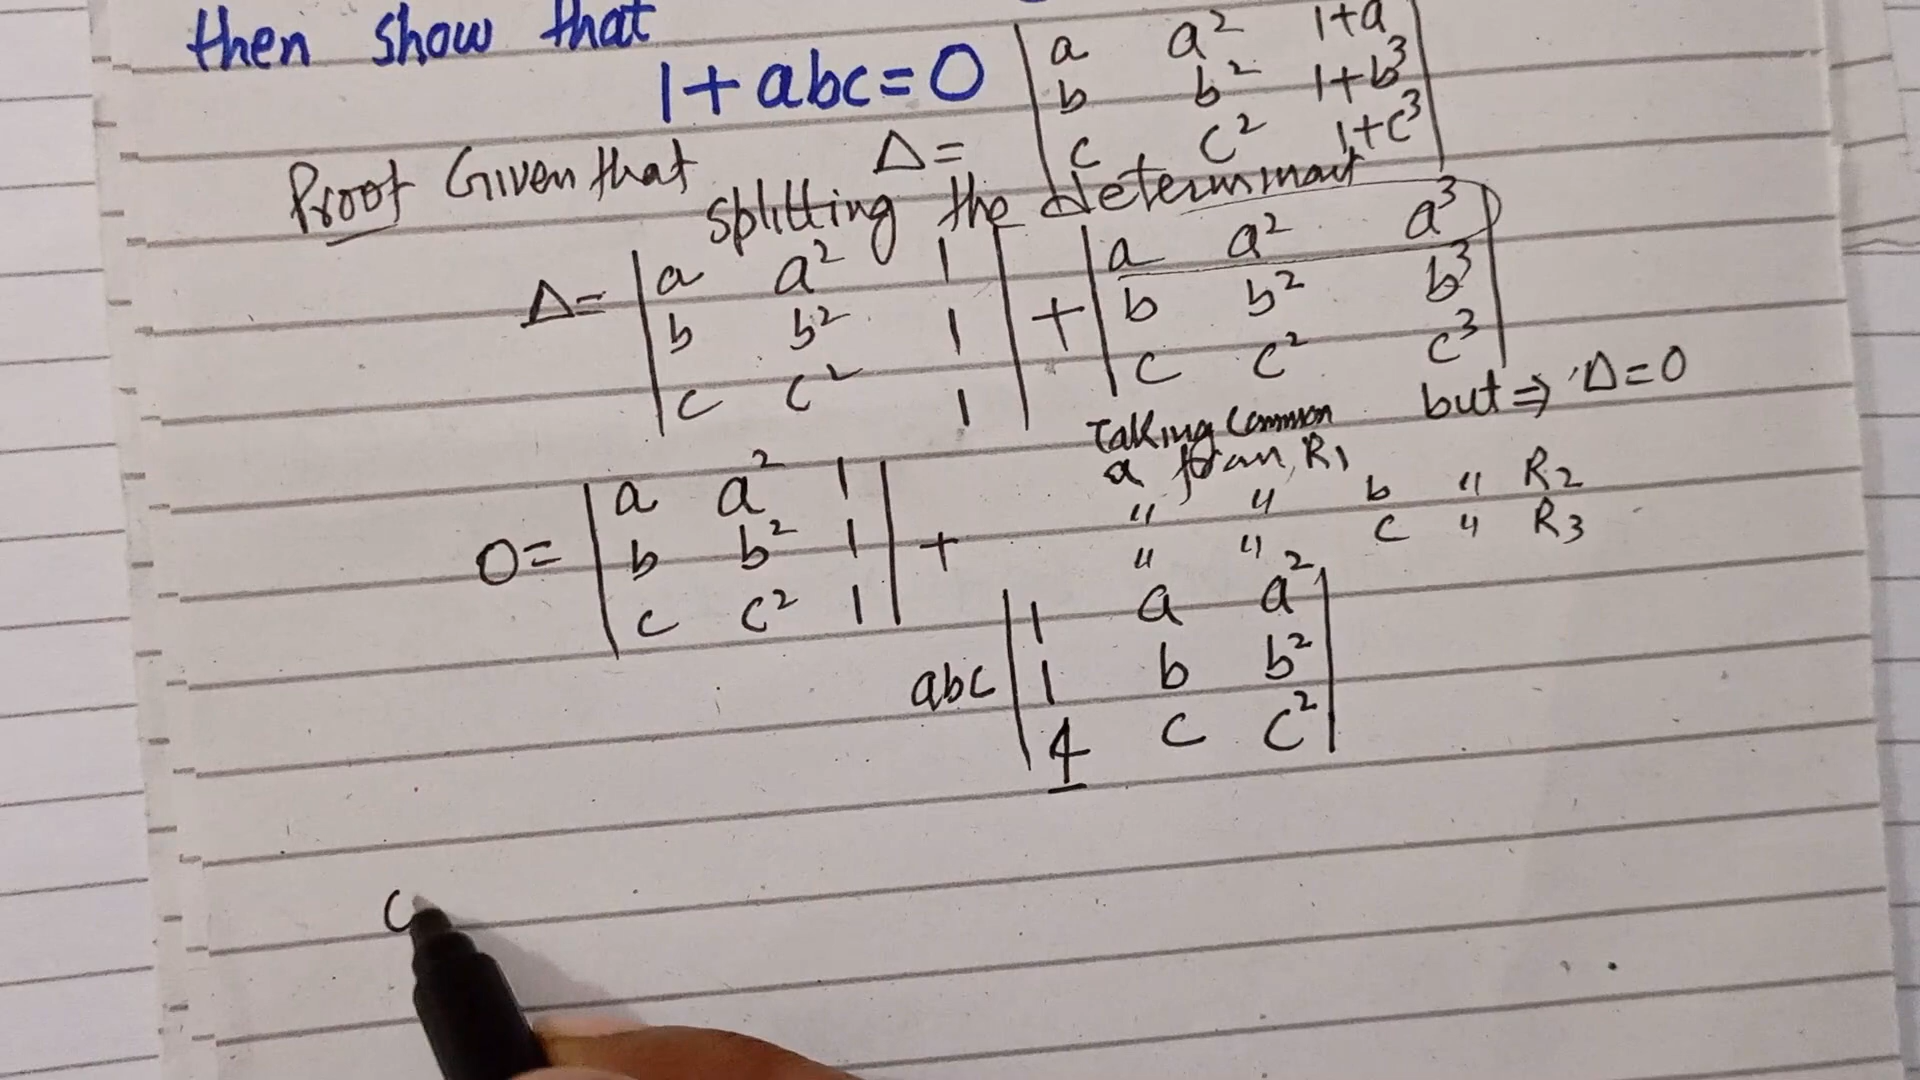 then show that
1+abc=0
a a² 1+a
b b² 1+b³
Δ= c c² 1+c³
Proof Given that
splitting the determinant
Δ= | a a² 1 | + | a a² a³ |
| b b² 1 | | b b² b³ |
| c c² 1 | | c c² c³ |
but ⇒ Δ=0
Taking common
a from R1
" " b " R2
" " c " R3
0= | a a² 1 | +
| b b² 1 |
| c c² 1 |
abc | 1 a a² |
| 1 b b² |
| 1 c c² |